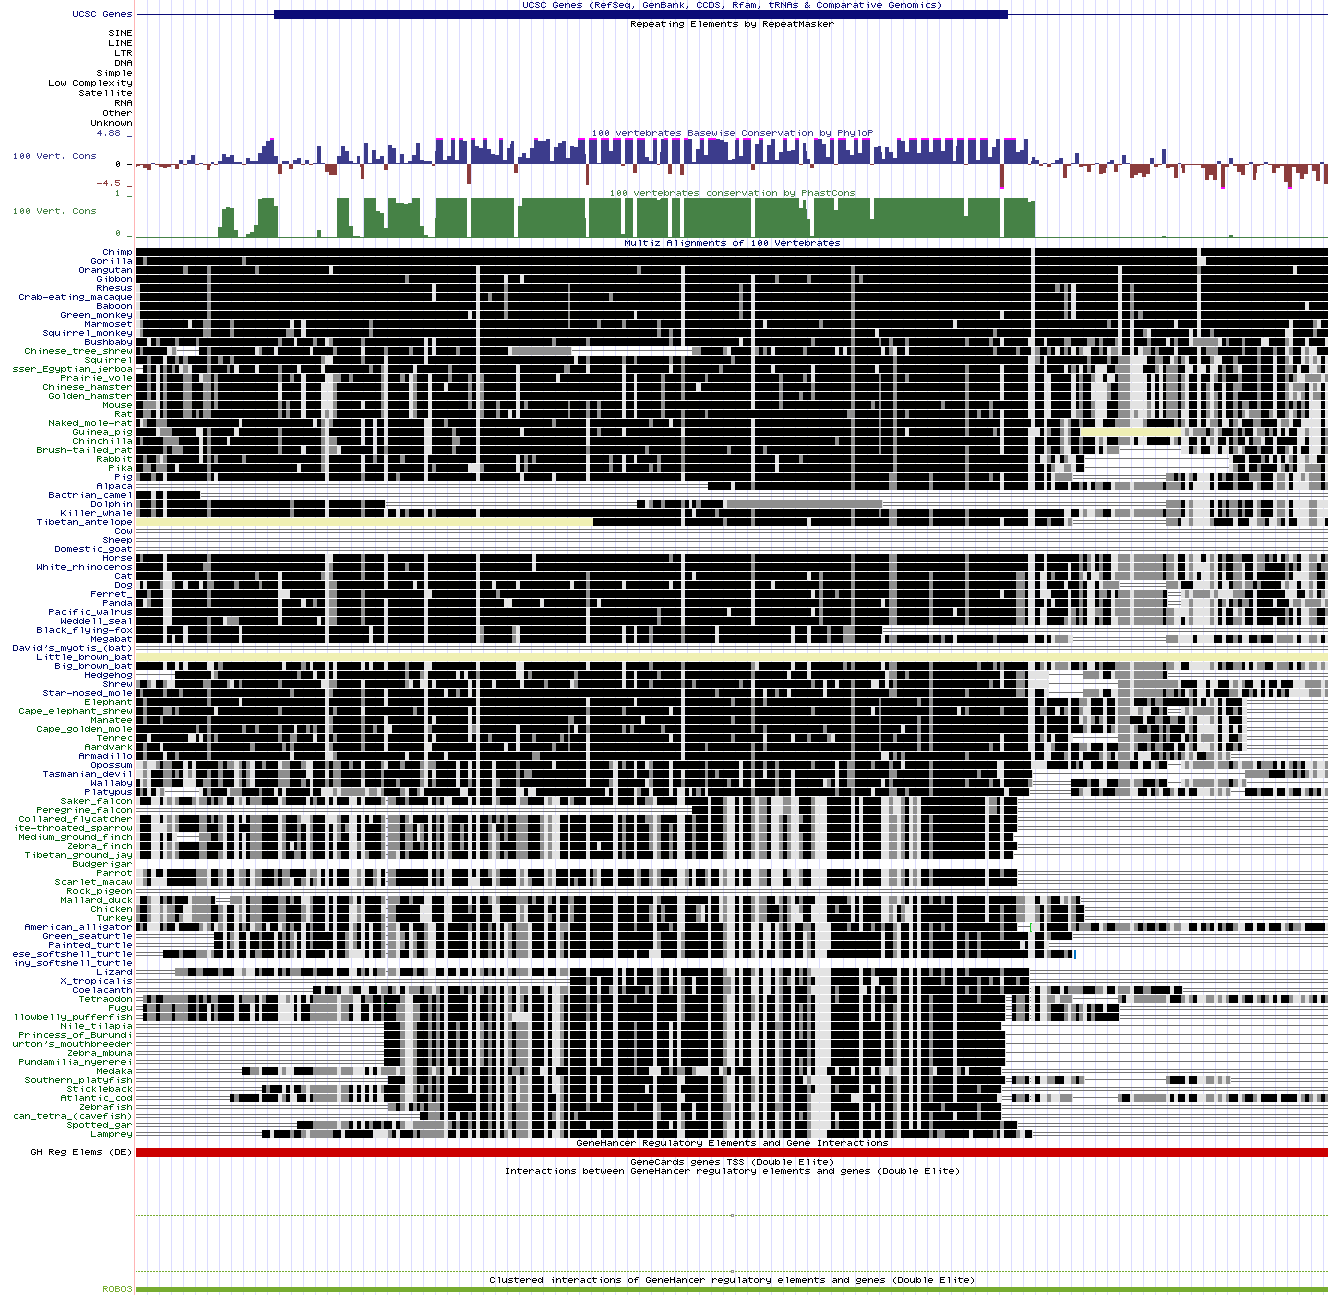 UCSC Genes (RefSeq, GenBank, CCDS, Rfam, tRNAs & Comparative Genomics)
UCSC Genes
Repeating Elements by RepeatMasker
SINE
LINE
LTR
DNA
Simple
Low Complexity
Satellite
RNA
Other
Unknown
100 vertebrates Basewise Conservation by PhyloP
4.88 _
100 Vert. Cons
0 _
-4.5 _
100 vertebrates conservation by PhastCons
1 _
100 Vert. Cons
0 _
Multiz Alignments of 100 Vertebrates
Chimp
Gorilla
Orangutan
Gibbon
Rhesus
Crab-eating_macaque
Baboon
Green_monkey
Marmoset
Squirrel_monkey
Bushbaby
Chinese_tree_shrew
Squirrel
sser_Egyptian_jerboa
Prairie_vole
Chinese_hamster
Golden_hamster
Mouse
Rat
Naked_mole-rat
Guinea_pig
Chinchilla
Brush-tailed_rat
Rabbit
Pika
Pig
Alpaca
Bactrian_camel
Dolphin
Killer_whale
Tibetan_antelope
Cow
Sheep
Domestic_goat
Horse
White_rhinoceros
Cat
Dog
Ferret_
Panda
Pacific_walrus
Weddell_seal
Black_flying-fox
Megabat
David's_myotis_(bat)
Little_brown_bat
Big_brown_bat
Hedgehog
Shrew
Star-nosed_mole
Elephant
Cape_elephant_shrew
Manatee
Cape_golden_mole
Tenrec
Aardvark
Armadillo
Opossum
Tasmanian_devil
Wallaby
Platypus
Saker_falcon
Peregrine_falcon
Collared_flycatcher
ite-throated_sparrow
Medium_ground_finch
Zebra_finch
Tibetan_ground_jay
Budgerigar
Parrot
Scarlet_macaw
Rock_pigeon
Mallard_duck
Chicken
Turkey
American_alligator
Green_seaturtle
Painted_turtle
ese_softshell_turtle
iny_softshell_turtle
Lizard
X_tropicalis
Coelacanth
Tetraodon
Fugu
llowbelly_pufferfish
Nile_tilapia
Princess_of_Burundi
urton's_mouthbreeder
Zebra_mbuna
Pundamilia_nyererei
Medaka
Southern_platyfish
Stickleback
Atlantic_cod
Zebrafish
can_tetra_(cavefish)
Spotted_gar
Lamprey
GeneHancer Regulatory Elements and Gene Interactions
GH Reg Elems (DE)
GeneCards genes TSS (Double Elite)
Interactions between GeneHancer regulatory elements and genes (Double Elite)
Clustered interactions of GeneHancer regulatory elements and genes (Double Elite)
ROBO3